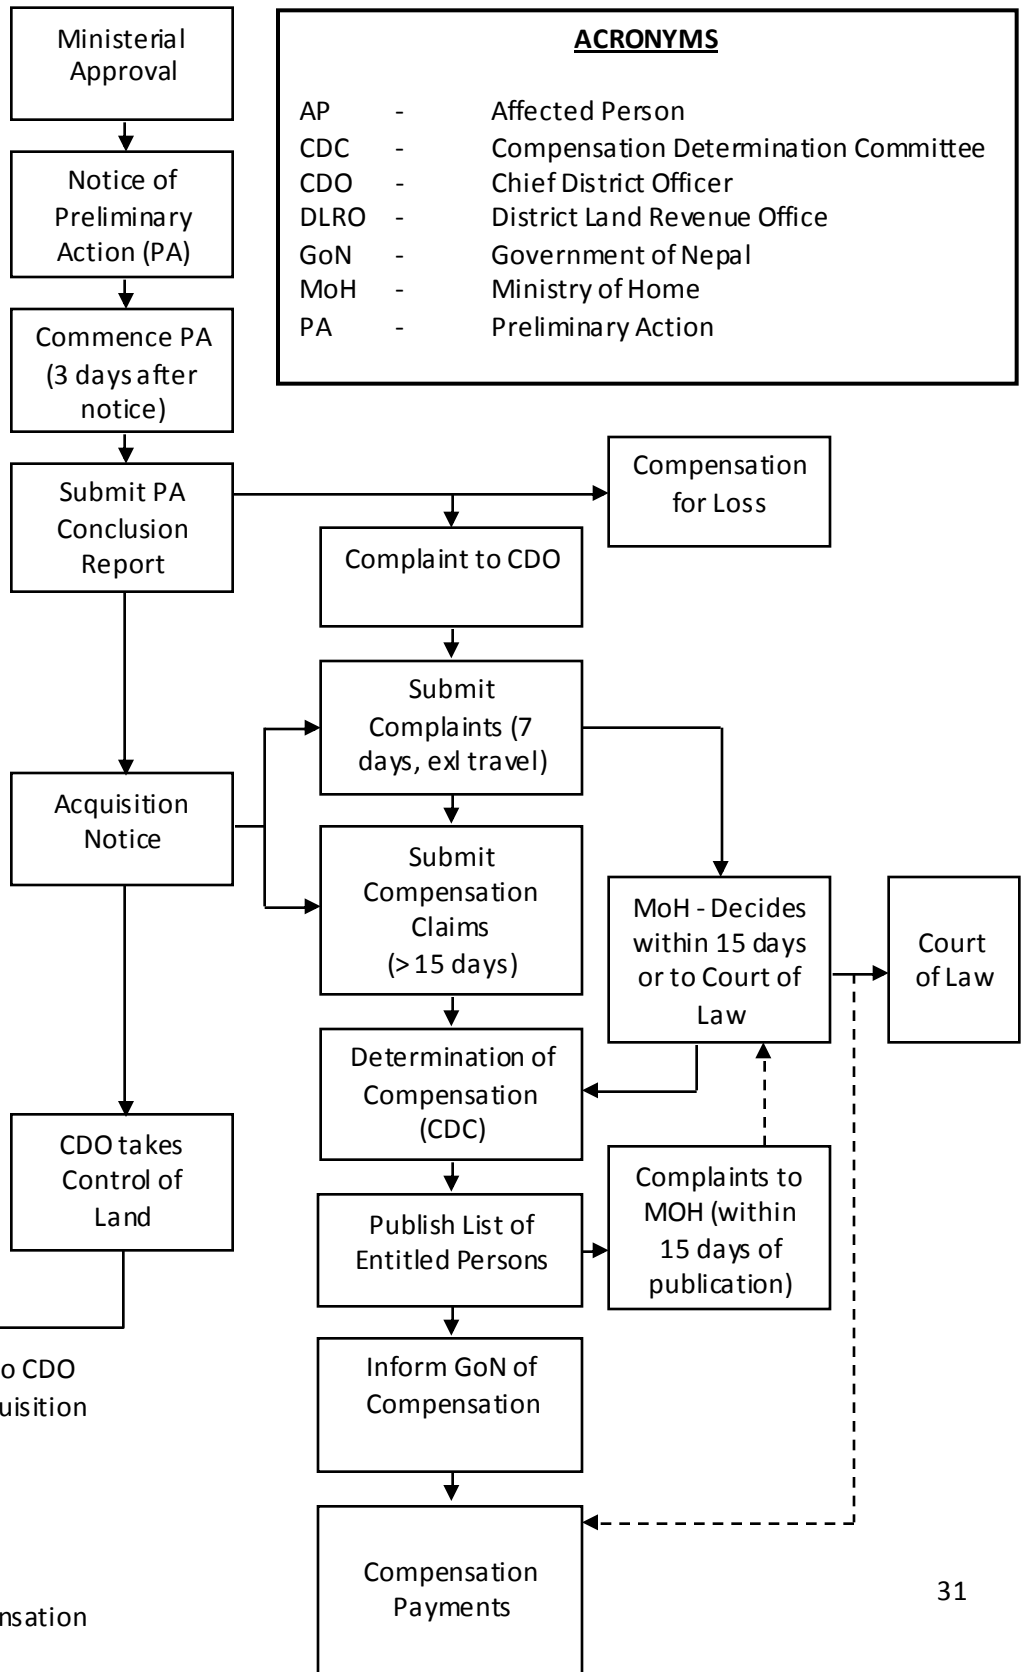 Ministerial
Approval
ACRONYMS
AP - Affected Person
CDC - Compensation Determination Committee
CDO - Chief District Officer
DLRO - District Land Revenue Office
GoN - Government of Nepal
MoH - Ministry of Home
PA - Preliminary Action
Notice of
Preliminary
Action (PA)
Commence PA
(3 days after
notice)
Submit PA
Conclusion
Report
Compensation
for Loss
Complaint to CDO
Submit
Complaints (7
days, exl travel)
Acquisition
Notice
Submit
Compensation
Claims
(> 15 days)
MoH - Decides
within 15 days
or to Court of
Law
Court
of Law
Determination of
Compensation
(CDC)
CDO takes
Control of
Land
Publish List of
Entitled Persons
Complaints to
MOH (within
15 days of
publication)
o CDO
uisition
Inform GoN of
Compensation
Compensation
Payments
nsation
31